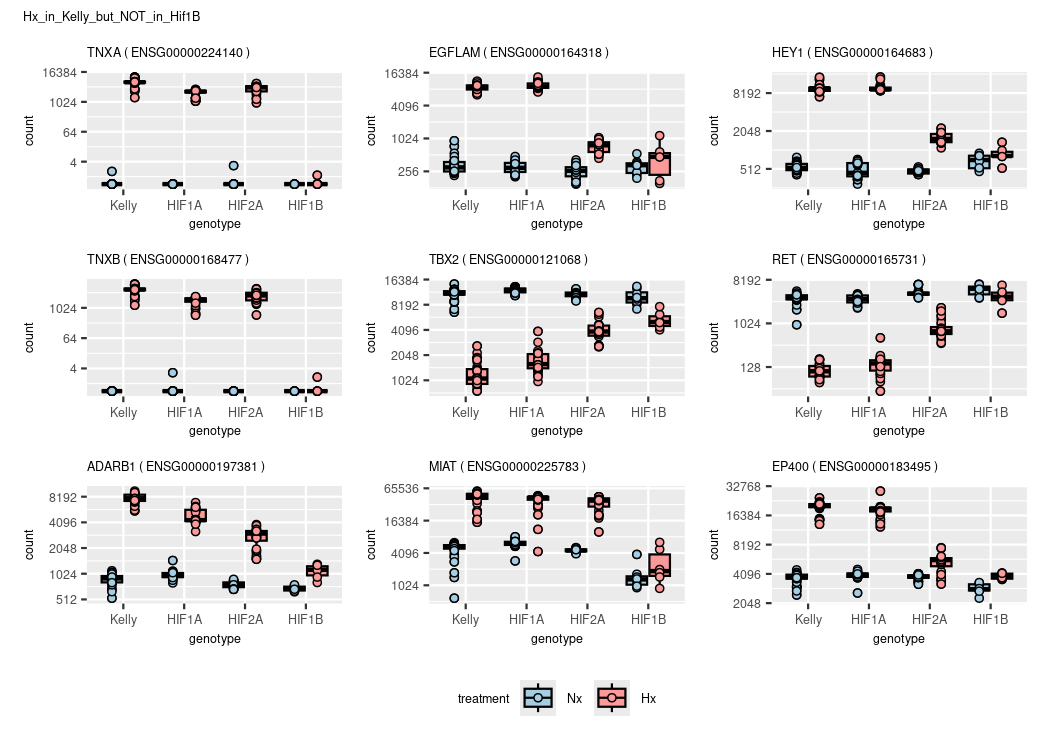 Hx_in_Kelly_but_NOT_in_Hif1B
TNXA ( ENSG00000224140 )
16384
1024
64
4
count
Kelly HIF1A HIF2A HIF1B
genotype
EGFLAM ( ENSG00000164318 )
16384
4096
1024
256
count
Kelly HIF1A HIF2A HIF1B
genotype
HEY1 ( ENSG00000164683 )
8192
2048
512
count
Kelly HIF1A HIF2A HIF1B
genotype
TNXB ( ENSG00000168477 )
1024
64
4
count
Kelly HIF1A HIF2A HIF1B
genotype
TBX2 ( ENSG00000121068 )
16384
8192
4096
2048
1024
count
Kelly HIF1A HIF2A HIF1B
genotype
RET ( ENSG00000165731 )
8192
1024
128
count
Kelly HIF1A HIF2A HIF1B
genotype
ADARB1 ( ENSG00000197381 )
8192
4096
2048
1024
512
count
Kelly HIF1A HIF2A HIF1B
genotype
MIAT ( ENSG00000225783 )
65536
16384
4096
1024
count
Kelly HIF1A HIF2A HIF1B
genotype
EP400 ( ENSG00000183495 )
32768
16384
8192
4096
2048
count
Kelly HIF1A HIF2A HIF1B
genotype
treatment Nx Hx